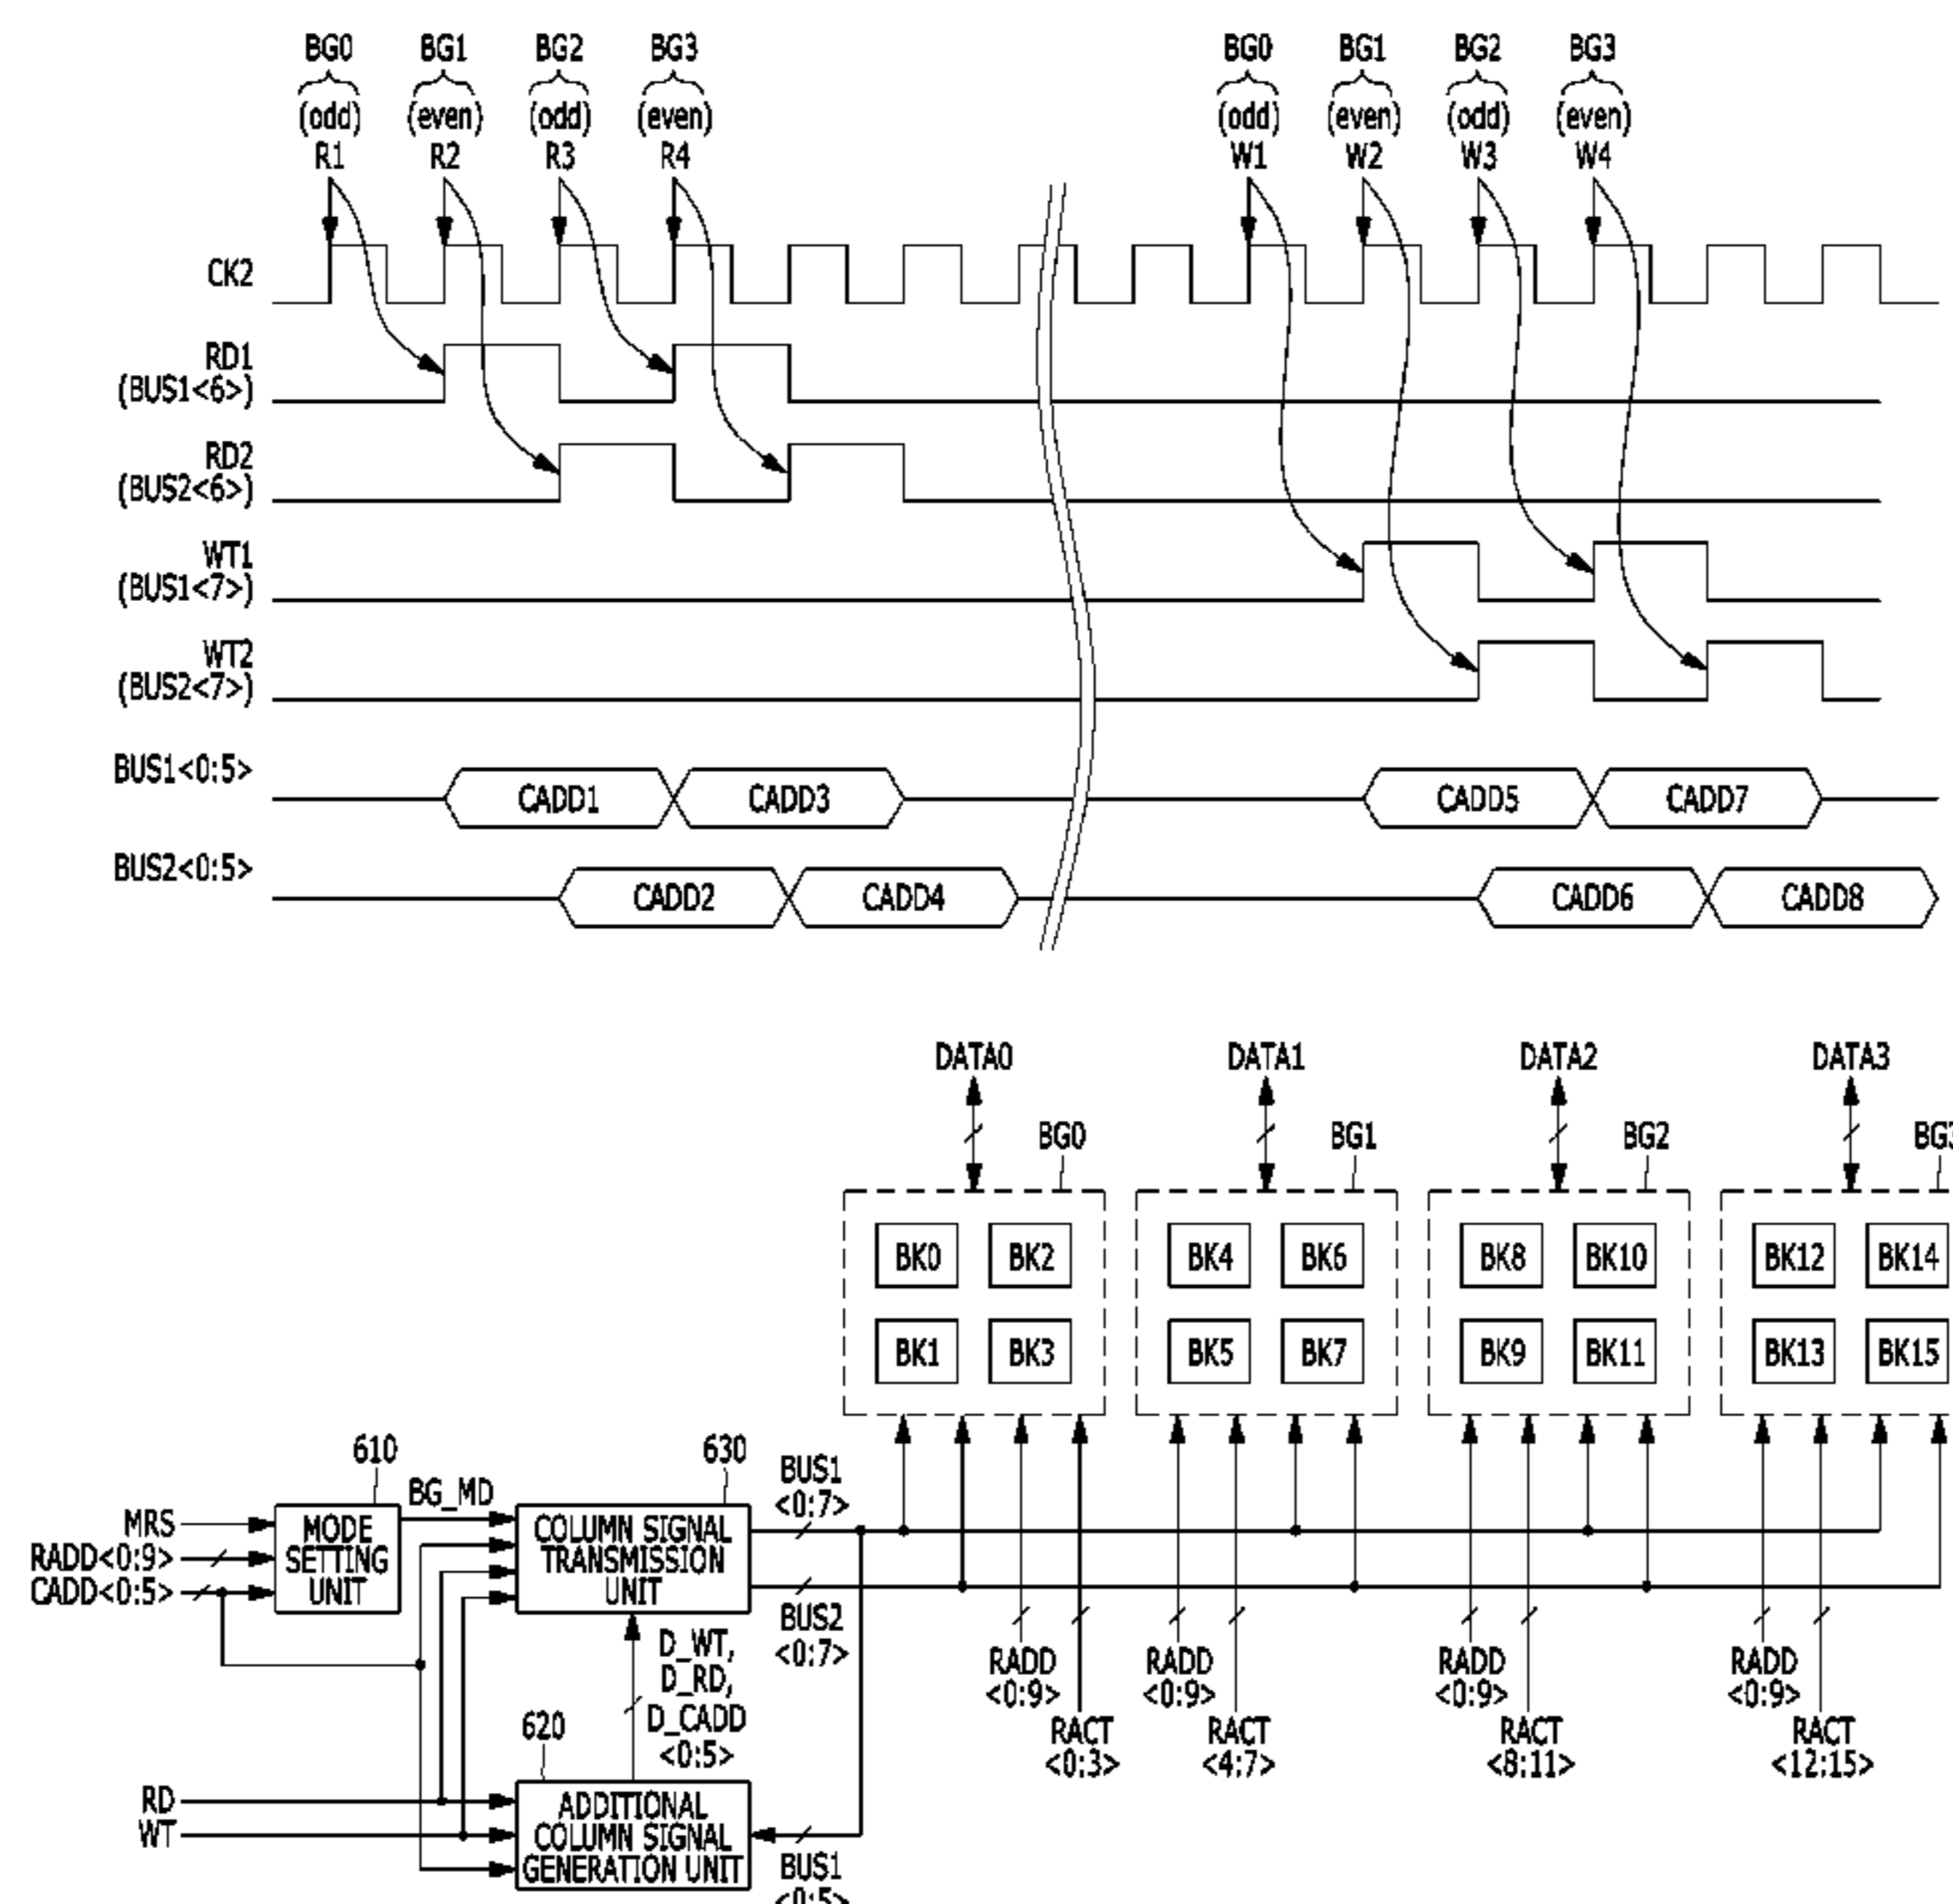 BG0 BG1 BG2 BG3 BG0 BG1 BG2 BG3
(odd) (even) (odd) (even) (odd) (even) (odd) (even)
R1 R2 R3 R4 W1 W2 W3 W4
CK2
RD1
(BUS1<6>)
RD2
(BUS2<6>)
WT1
(BUS1<7>)
WT2
(BUS2<7>)
BUS1<0:5>
CADD1 CADD3 CADD5 CADD7
BUS2<0:5>
CADD2 CADD4 CADD6 CADD8
DATA0 DATA1 DATA2 DATA3
BG0 BG1 BG2 BG3
BK0 BK2 BK4 BK6 BK8 BK10 BK12 BK14
BK1 BK3 BK5 BK7 BK9 BK11 BK13 BK15
610 630
BG_MD
BUS1
<0:7>
MRS
RADD<0:9>
CADD<0:5>
MODE
SETTING
UNIT
COLUMN SIGNAL
TRANSMISSION
UNIT
BUS2
<0:7>
D_WT,
D_RD,
D_CADD
<0:5>
RADD
<0:9>
RADD
<0:9>
RADD
<0:9>
RADD
<0:9>
RACT
<0:3>
RACT
<4:7>
RACT
<8:11>
RACT
<12:15>
620
RD
WT
ADDITIONAL
COLUMN SIGNAL
GENERATION UNIT
BUS1
<0:5>